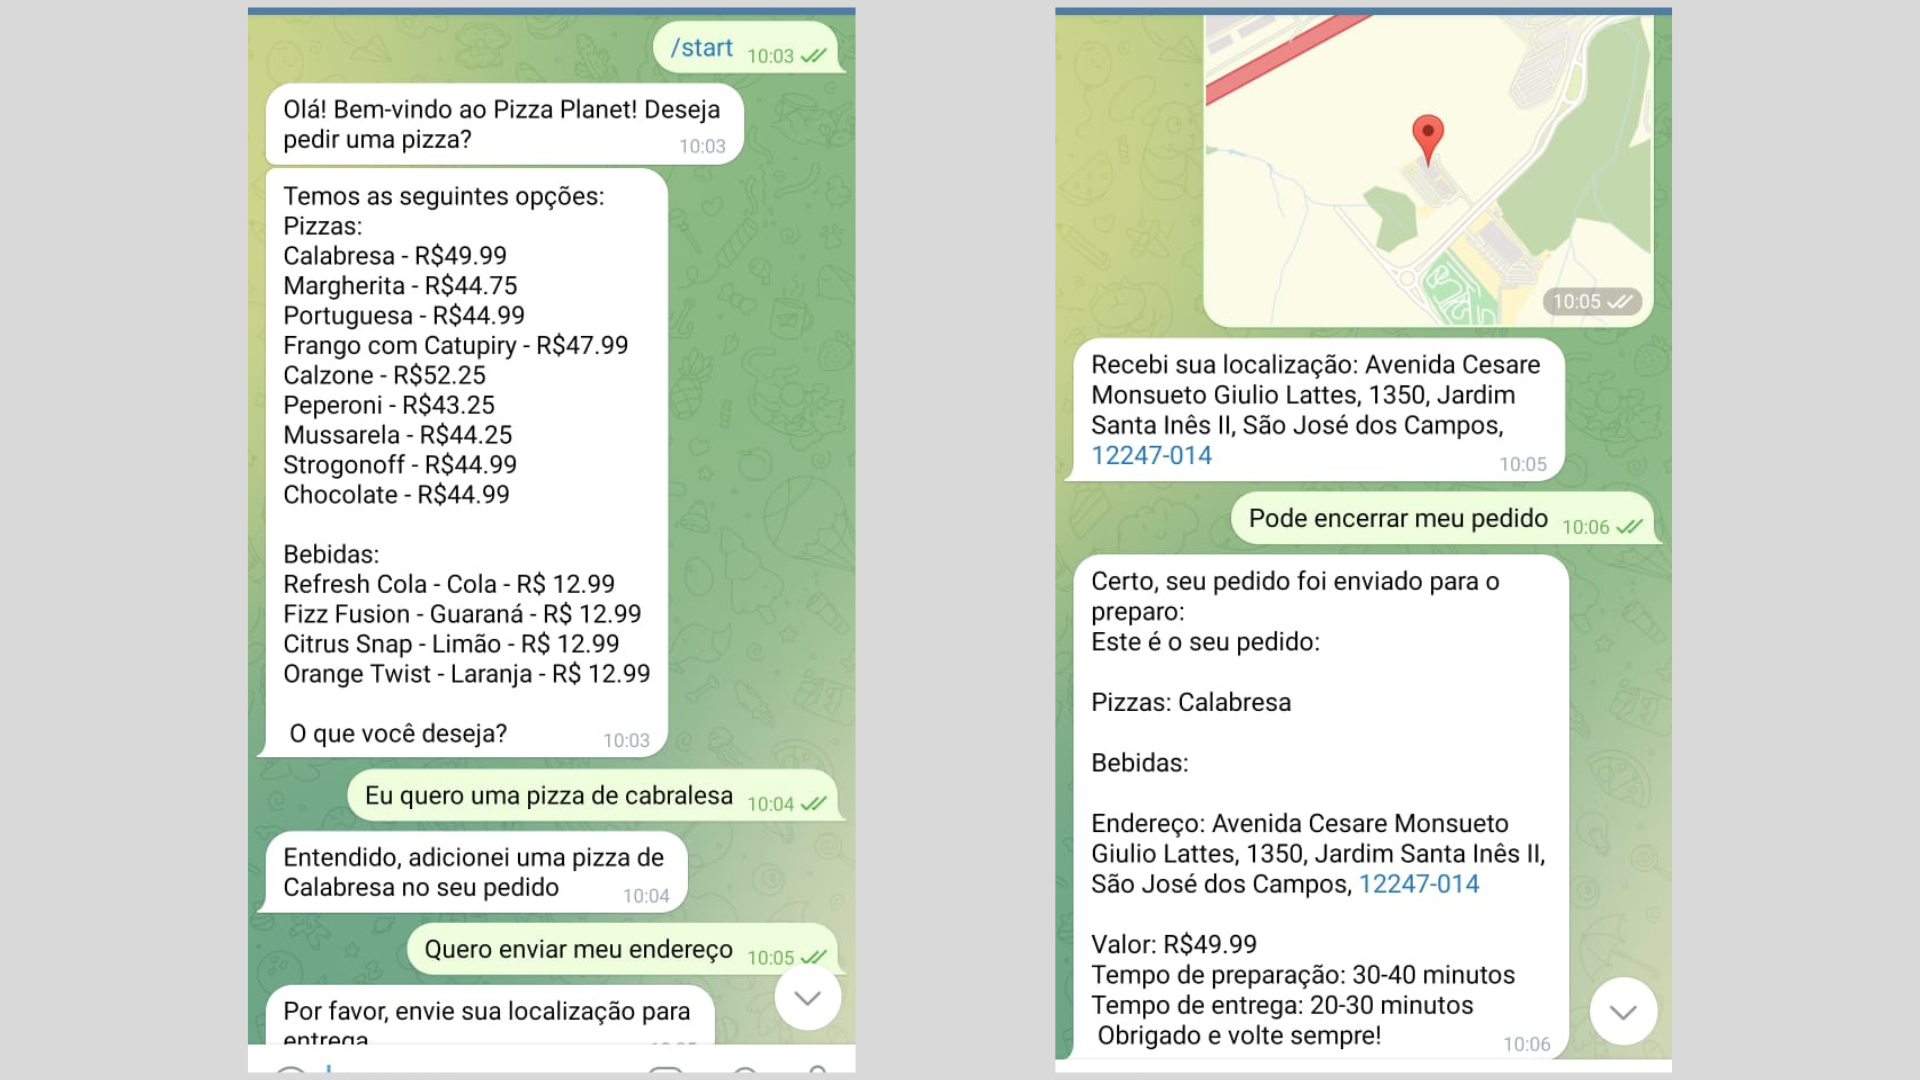 /start 10:03
Olá! Bem-vindo ao Pizza Planet! Deseja
pedir uma pizza? 10:03
Temos as seguintes opções:
Pizzas:
Calabresa - R$49.99
Margherita - R$44.75
Portuguesa - R$44.99
Frango com Catupiry - R$47.99
Calzone - R$52.25
Peperoni - R$43.25
Mussarela - R$44.25
Strogonoff - R$44.99
Chocolate - R$44.99
Bebidas:
Refresh Cola - Cola - R$ 12.99
Fizz Fusion - Guaraná - R$ 12.99
Citrus Snap - Limão - R$ 12.99
Orange Twist - Laranja - R$ 12.99
O que você deseja? 10:03
Eu quero uma pizza de cabralesa 10:04
Entendido, adicionei uma pizza de
Calabresa no seu pedido 10:04
Quero enviar meu endereço 10:05
Por favor, envie sua localização para
entrega
10:05
Recebi sua localização: Avenida Cesare
Monsueto Giulio Lattes, 1350, Jardim
Santa Inês II, São José dos Campos,
12247-014 10:05
Pode encerrar meu pedido 10:06
Certo, seu pedido foi enviado para o
preparo:
Este é o seu pedido:
Pizzas: Calabresa
Bebidas:
Endereço: Avenida Cesare Monsueto
Giulio Lattes, 1350, Jardim Santa Inês II,
São José dos Campos, 12247-014
Valor: R$49.99
Tempo de preparação: 30-40 minutos
Tempo de entrega: 20-30 minutos
Obrigado e volte sempre! 10:06